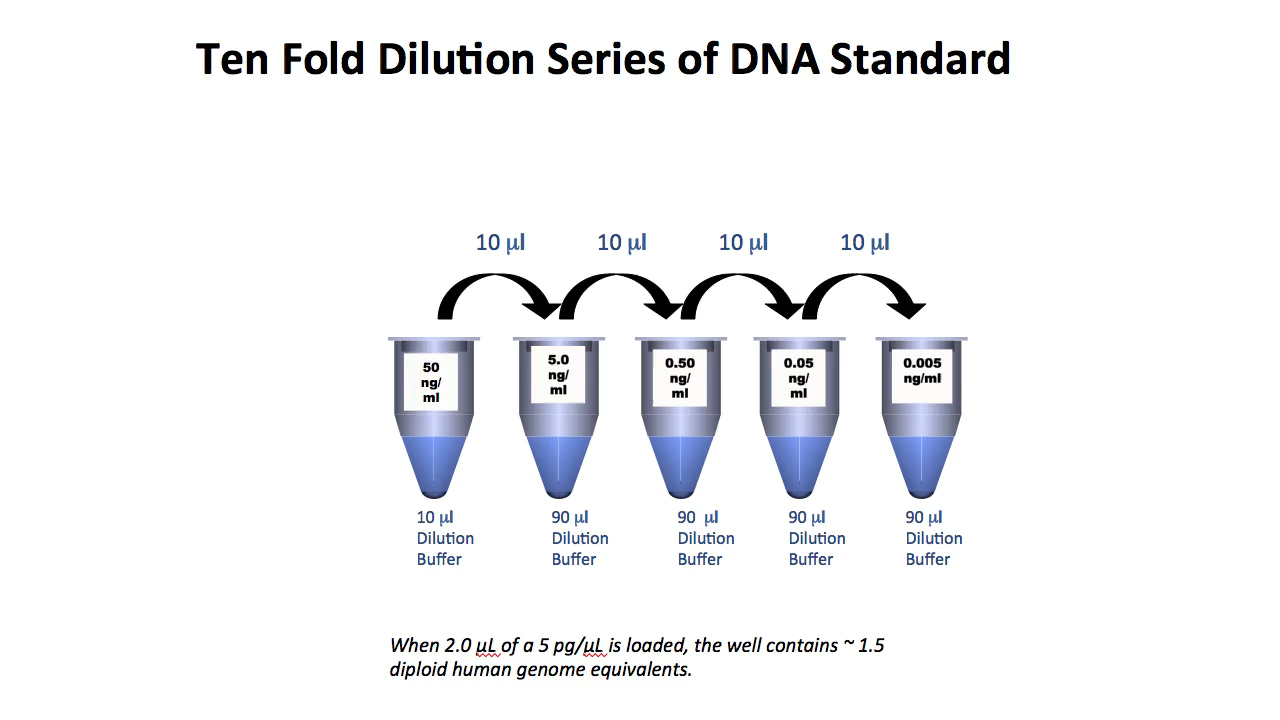 Ten Fold Dilution Series of DNA Standard
10 µl
10 µl
10 µl
10 µl
50
ng/
ml
5.0
ng/
ml
0.50
ng/
ml
0.05
ng/
ml
0.005
ng/ml
10 µl
Dilution
Buffer
90 µl
Dilution
Buffer
90 µl
Dilution
Buffer
90 µl
Dilution
Buffer
90 µl
Dilution
Buffer
When 2.0 µL of a 5 pg/µL is loaded, the well contains ~ 1.5
diploid human genome equivalents.